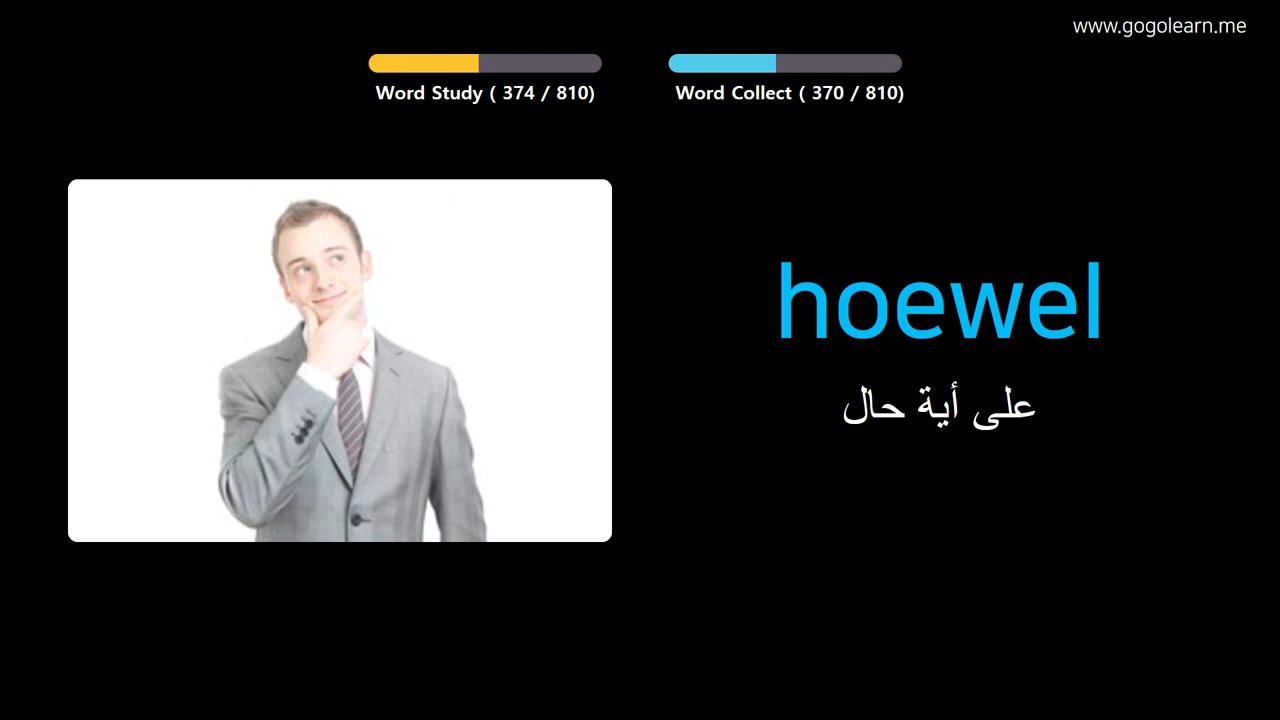 www.gogolearn.me
Word Study ( 374 / 810)
Word Collect ( 370 / 810)
hoewel
على أية حال